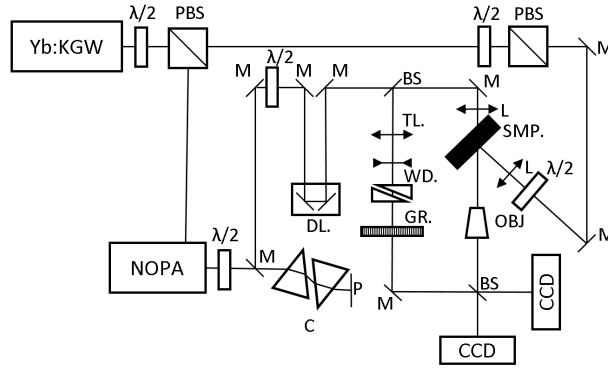 λ/2 PBS λ/2 PBS
Yb:KGW
M λ/2 M M BS M M
TL. L
SMP.
WD. L λ/2
DL. GR. OBJ
λ/2 M
NOPA M P M BS CCD
C
CCD